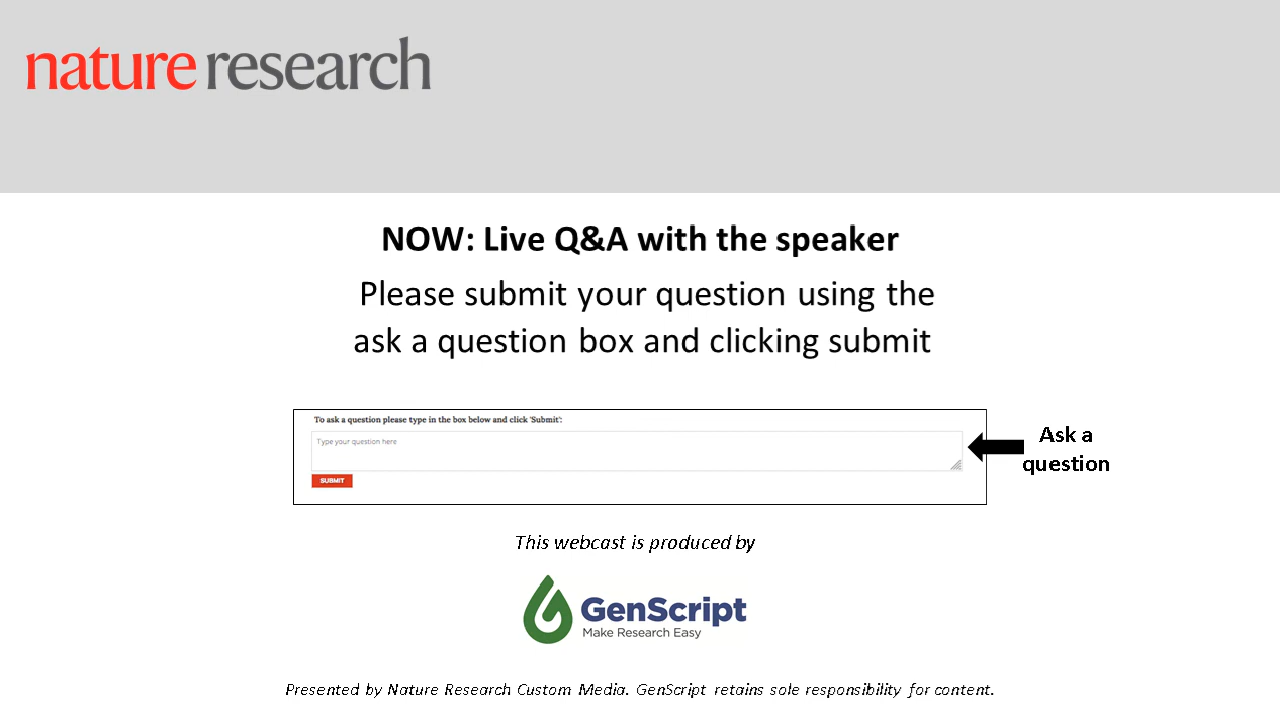 nature research
NOW: Live Q&A with the speaker
Please submit your question using the
ask a question box and clicking submit
To ask a question please type in the box below and click 'Submit':
Type your question here
SUBMIT
Ask a
question
This webcast is produced by
GenScript
Make Research Easy
Presented by Nature Research Custom Media. GenScript retains sole responsibility for content.